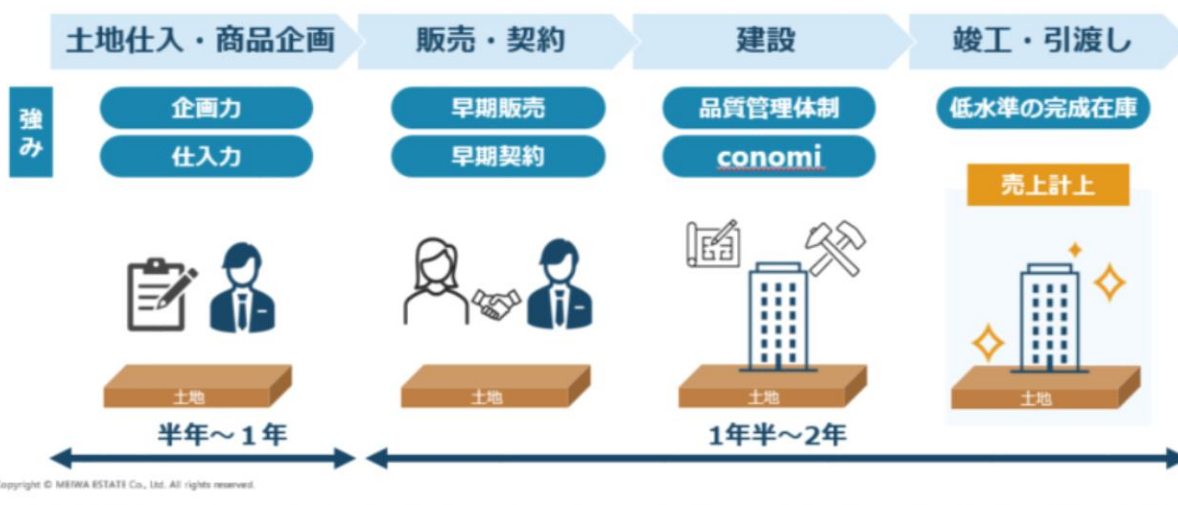 土地仕入・商品企画
販売・契約
建設
竣工・引渡し
強み
企画力
早期販売
品質管理体制
低水準の完成在庫
仕入力
早期契約
conomi
売上計上
土地
土地
土地
土地
半年～1年
1年半～2年
Copyright © MEIWA ESTATE Co., Ltd. All rights reserved.